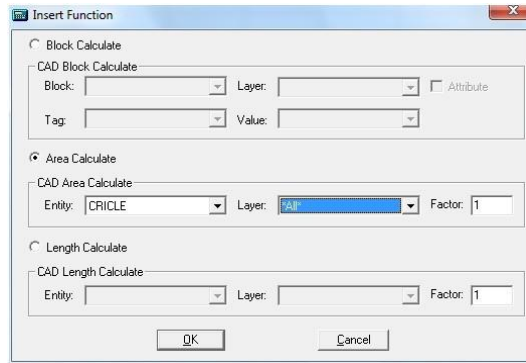 Insert Function
Block Calculate
CAD Block Calculate
Block: Layer: Attribute
Tag: Value:
Area Calculate
CAD Area Calculate
Entity: CRICLE Layer: *All* Factor: 1
Length Calculate
CAD Length Calculate
Entity: Layer: Factor: 1
OK Cancel